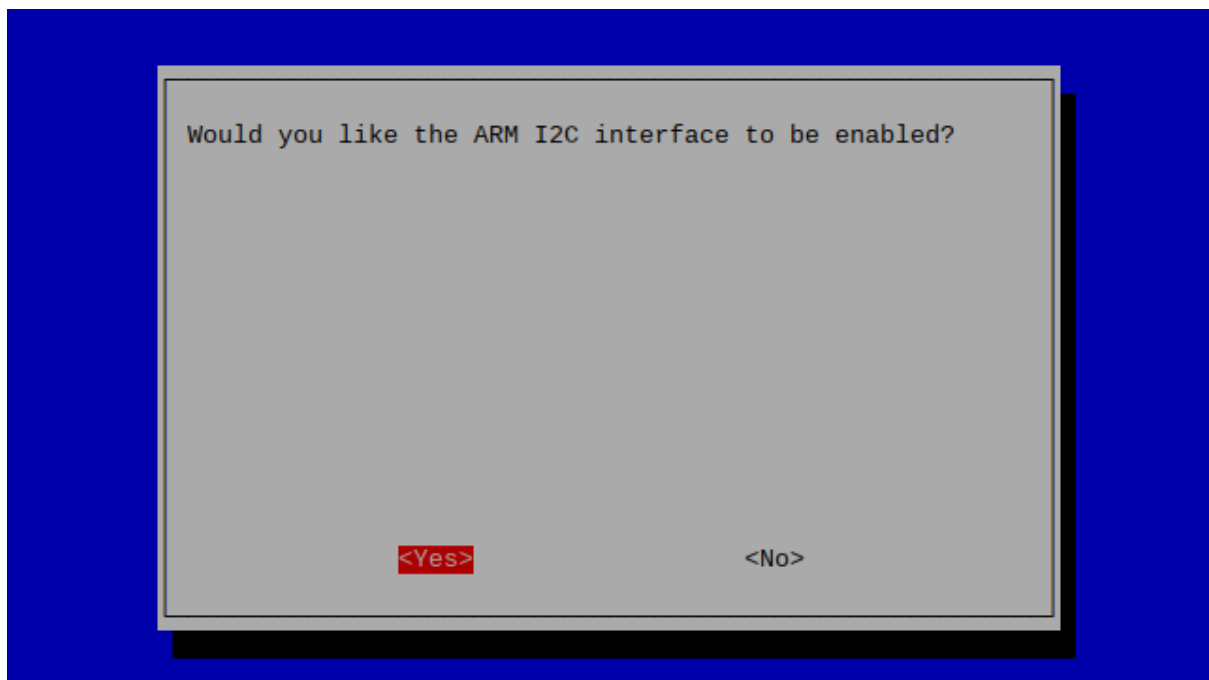 Would you like the ARM I2C interface to be enabled?
<Yes> <No>